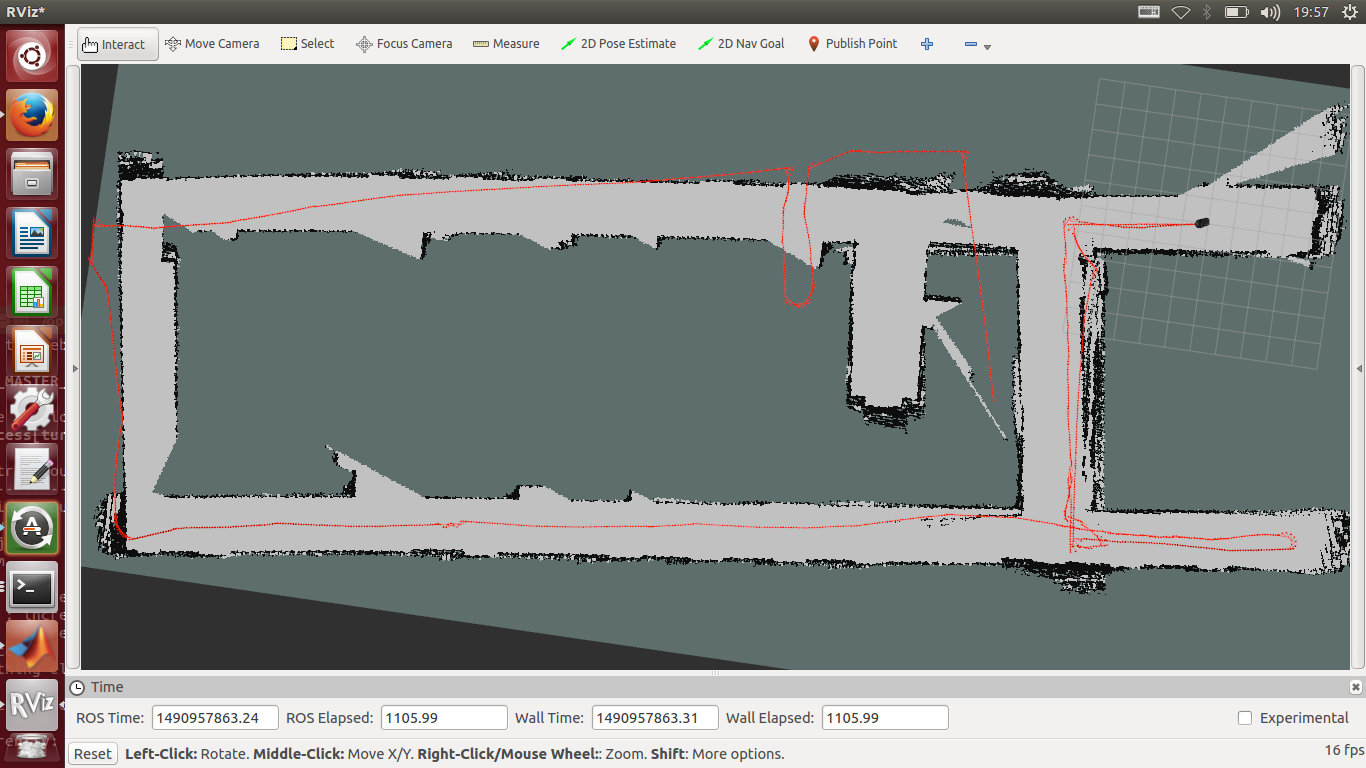 RViz*
19:57
Interact Move Camera Select Focus Camera Measure 2D Pose Estimate 2D Nav Goal Publish Point
MASTER_
Time
ROS Time: 1490957863.24 ROS Elapsed: 1105.99 Wall Time: 1490957863.31 Wall Elapsed: 1105.99 Experimental
RViz
Reset Left-Click: Rotate. Middle-Click: Move X/Y. Right-Click/Mouse Wheel:: Zoom. Shift: More options. 16 fps